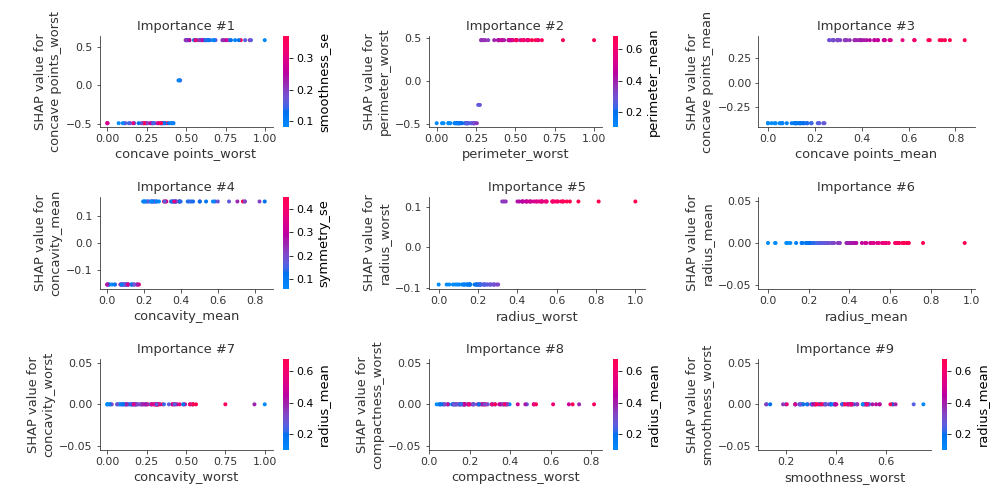 Importance #1
Importance #2
Importance #3
SHAP value for
concave points_worst
0.5
0.0
−0.5
0.00
0.25
0.50
0.75
1.00
concave points_worst
0.3
0.2
0.1
smoothness_se
SHAP value for
perimeter_worst
0.5
0.0
−0.5
0.00
0.25
0.50
0.75
1.00
perimeter_worst
0.6
0.4
0.2
perimeter_mean
SHAP value for
concave points_mean
0.25
−0.25
0.0
0.2
0.4
0.6
0.8
concave points_mean
Importance #4
Importance #5
Importance #6
SHAP value for
concavity_mean
0.1
0.0
−0.1
0.0
0.2
0.4
0.6
0.8
concavity_mean
0.4
0.3
0.2
0.1
symmetry_se
SHAP value for
radius_worst
0.1
0.0
−0.1
0.0
0.2
0.4
0.6
0.8
1.0
radius_worst
SHAP value for
radius_mean
0.05
0.00
−0.05
0.0
0.2
0.4
0.6
0.8
1.0
radius_mean
Importance #7
Importance #8
Importance #9
SHAP value for
concavity_worst
0.05
0.00
−0.05
0.00
0.25
0.50
0.75
1.00
concavity_worst
0.6
0.4
0.2
radius_mean
SHAP value for
compactness_worst
0.05
0.00
−0.05
0.0
0.2
0.4
0.6
0.8
compactness_worst
0.6
0.4
0.2
radius_mean
SHAP value for
smoothness_worst
0.05
0.00
−0.05
0.2
0.4
0.6
smoothness_worst
0.6
0.4
0.2
radius_mean